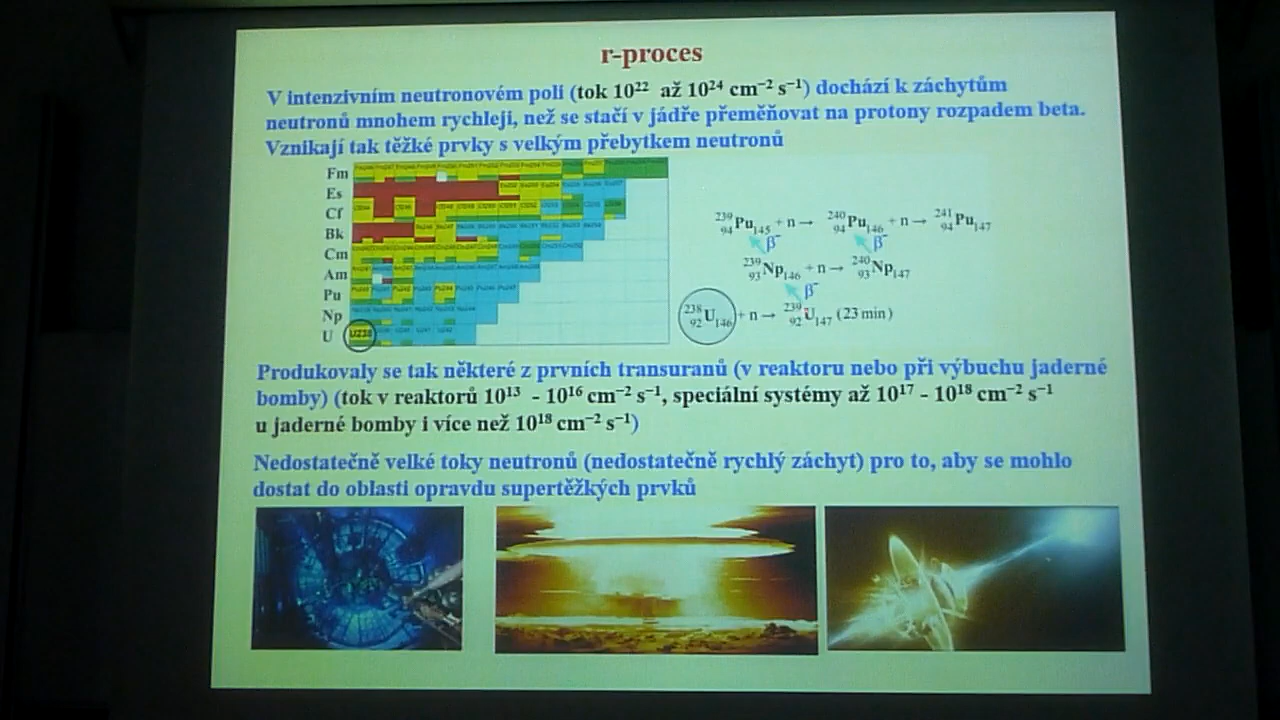 r-proces
V intenzivním neutronovém poli (tok 10²² až 10²⁴ cm⁻² s⁻¹) dochází k záchytům
neutronů mnohem rychleji, než se stačí v jádře přeměňovat na protony rozpadem beta.
Vznikají tak těžké prvky s velkým přebytkem neutronů
Fm
Es
Cf
Bk
Cm
Am
Pu
Np
U U238
²³⁹₉₄Pu₁₄₅ + n → ²⁴⁰₉₄Pu₁₄₆ + n → ²⁴¹₉₄Pu₁₄₇
β⁻ β⁻
²³⁹₉₃Np₁₄₆ + n → ²⁴⁰₉₃Np₁₄₇
β⁻
²³⁸₉₂U₁₄₆ + n → ²³⁹₉₂U₁₄₇ (23 min)
Produkovaly se tak některé z prvních transuranů (v reaktoru nebo při výbuchu jaderné
bomby) (tok v reaktorů 10¹³ - 10¹⁶ cm⁻² s⁻¹, speciální systémy až 10¹⁷ - 10¹⁸ cm⁻² s⁻¹
u jaderné bomby i více než 10¹⁸ cm⁻² s⁻¹)
Nedostatečně velké toky neutronů (nedostatečně rychlý záchyt) pro to, aby se mohlo
dostat do oblasti opravdu supertěžkých prvků